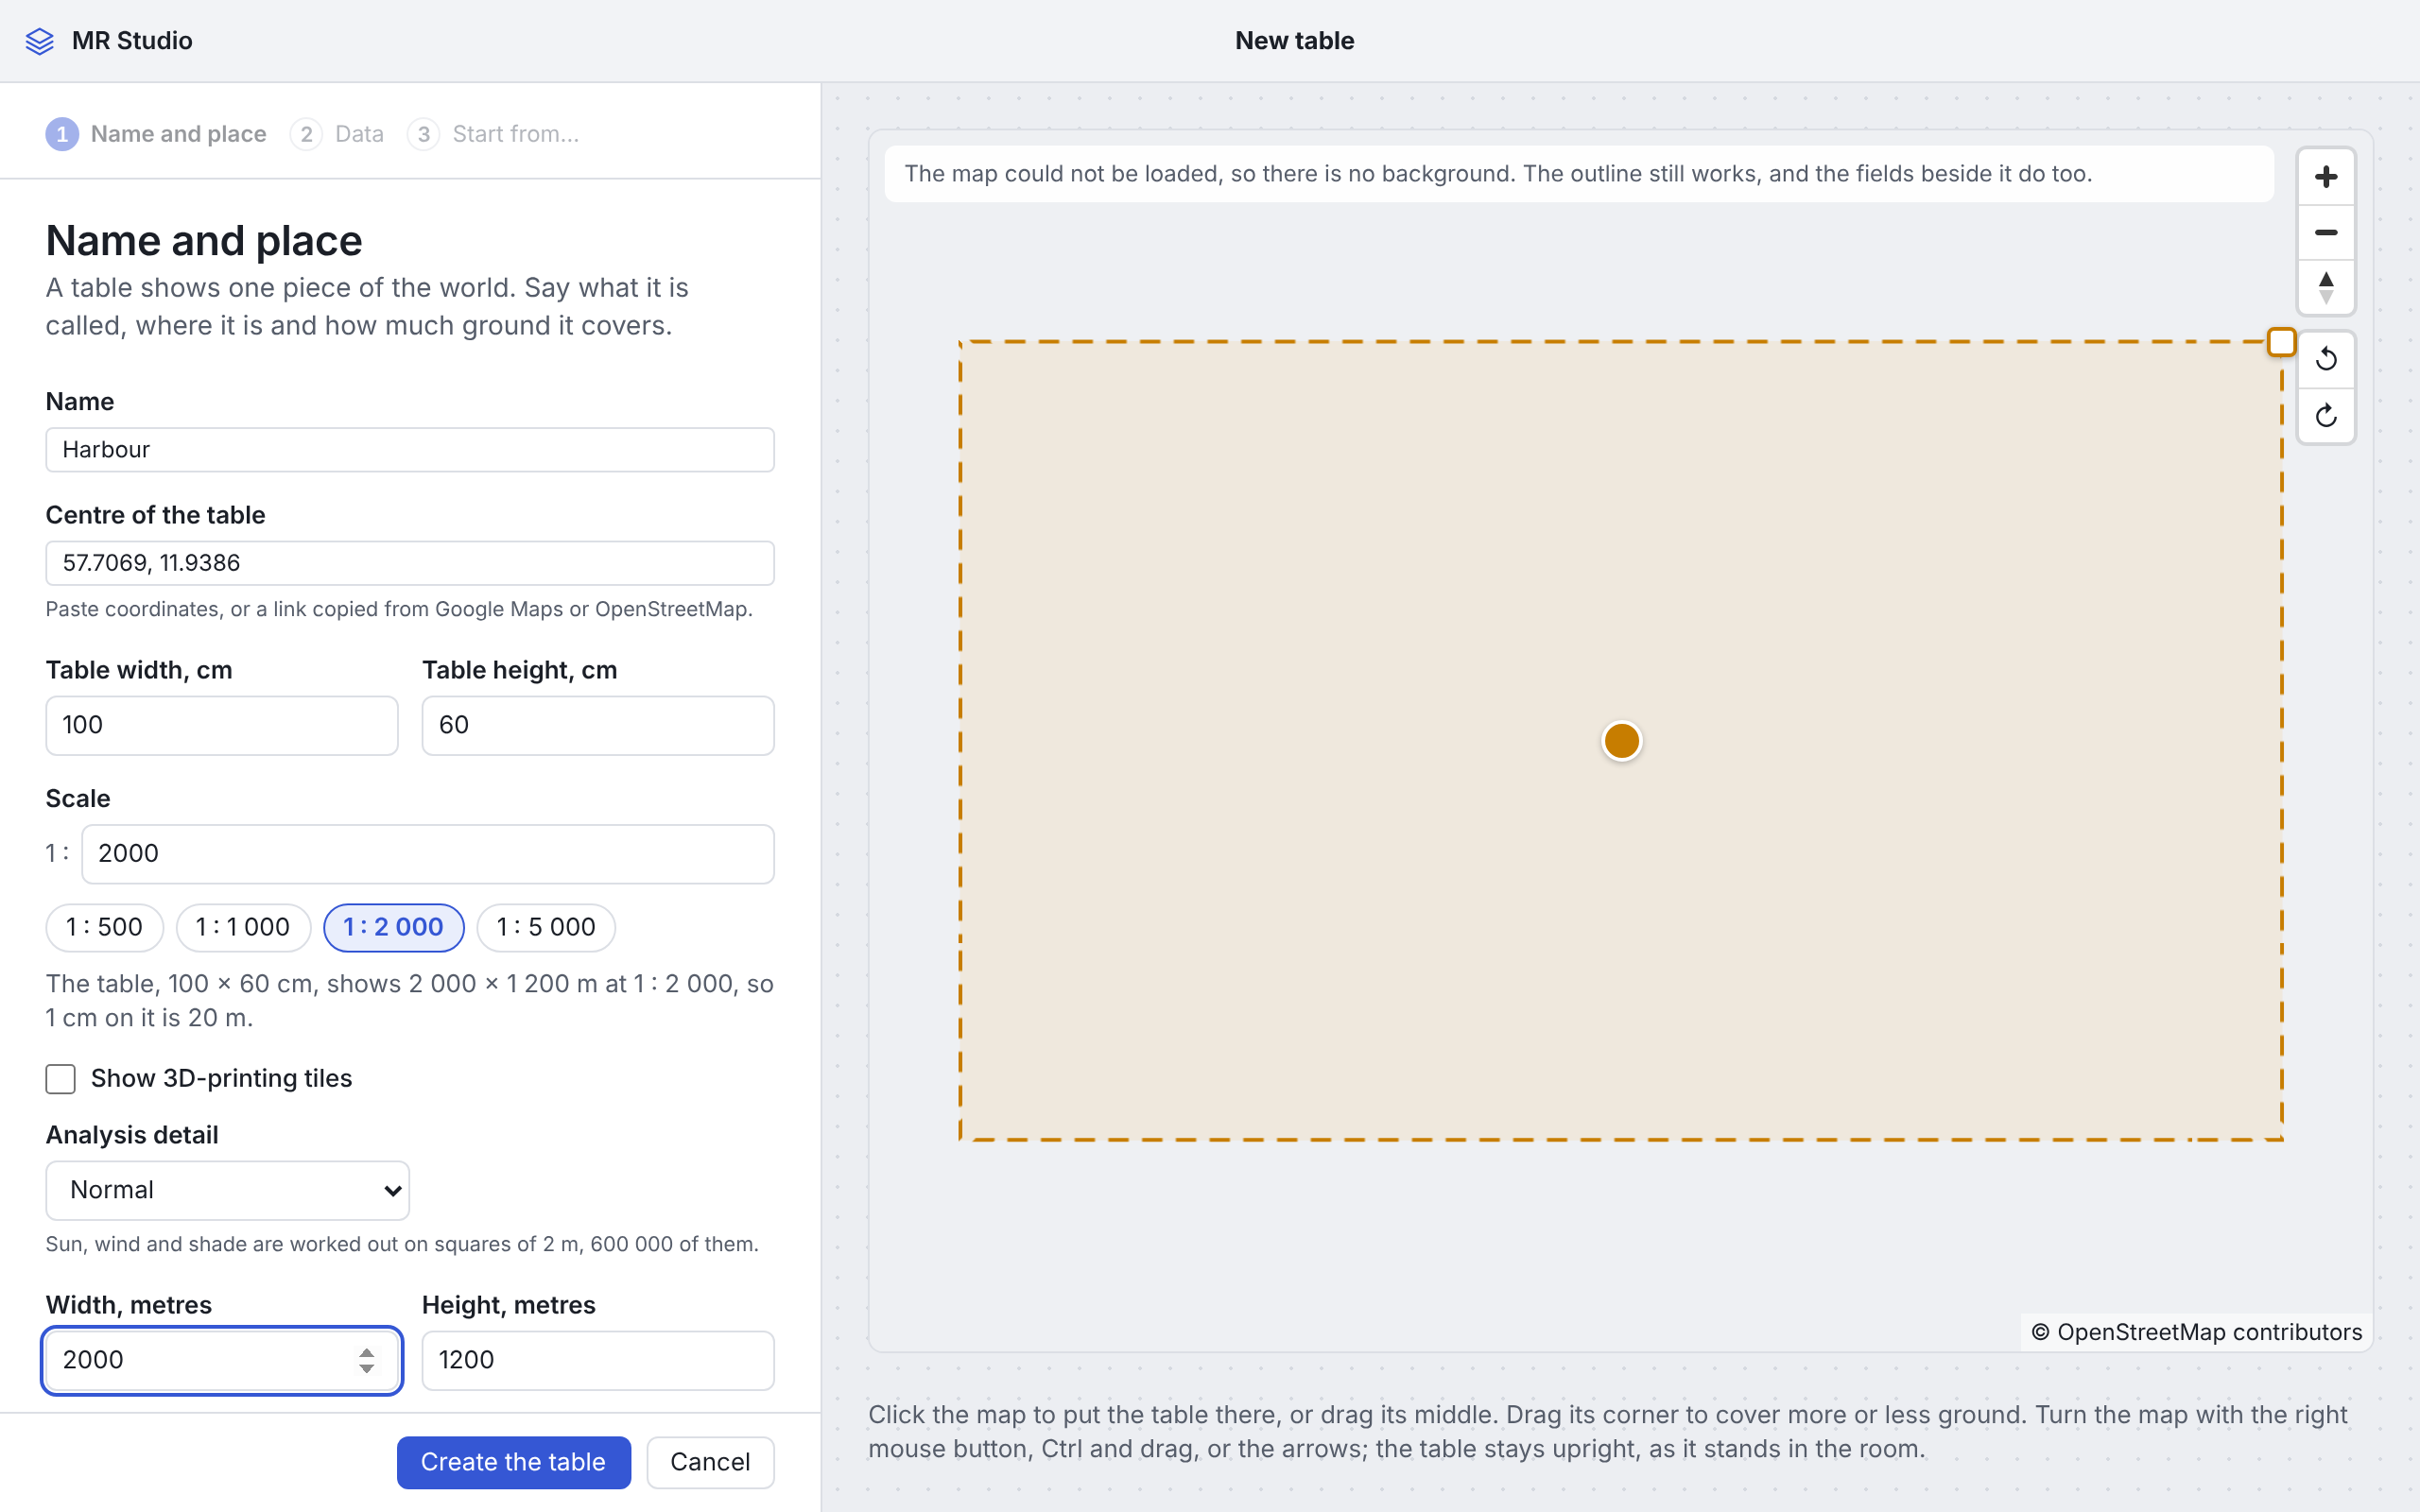 MR Studio
New table
1 Name and place 2 Data 3 Start from...
Name and place
A table shows one piece of the world. Say what it is
called, where it is and how much ground it covers.
Name
Harbour
Centre of the table
57.7069, 11.9386
Paste coordinates, or a link copied from Google Maps or OpenStreetMap.
Table width, cm Table height, cm
100 60
Scale
1 : 2000
1 : 500 1 : 1 000 1 : 2 000 1 : 5 000
The table, 100 × 60 cm, shows 2 000 × 1 200 m at 1 : 2 000, so
1 cm on it is 20 m.
Show 3D-printing tiles
Analysis detail
Normal
Sun, wind and shade are worked out on squares of 2 m, 600 000 of them.
Width, metres Height, metres
2000 1200
Create the table Cancel
The map could not be loaded, so there is no background. The outline still works, and the fields beside it do too.
© OpenStreetMap contributors
Click the map to put the table there, or drag its middle. Drag its corner to cover more or less ground. Turn the map with the right
mouse button, Ctrl and drag, or the arrows; the table stays upright, as it stands in the room.